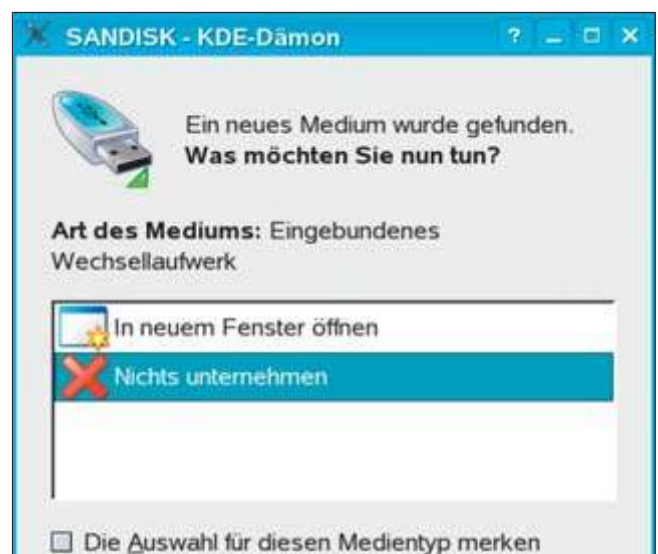 SANDISK - KDE-Dämon
Ein neues Medium wurde gefunden.
Was möchten Sie nun tun?
Art des Mediums: Eingebundenes
Wechsellaufwerk
In neuem Fenster öffnen
Nichts unternehmen
Die Auswahl für diesen Medientyp merken